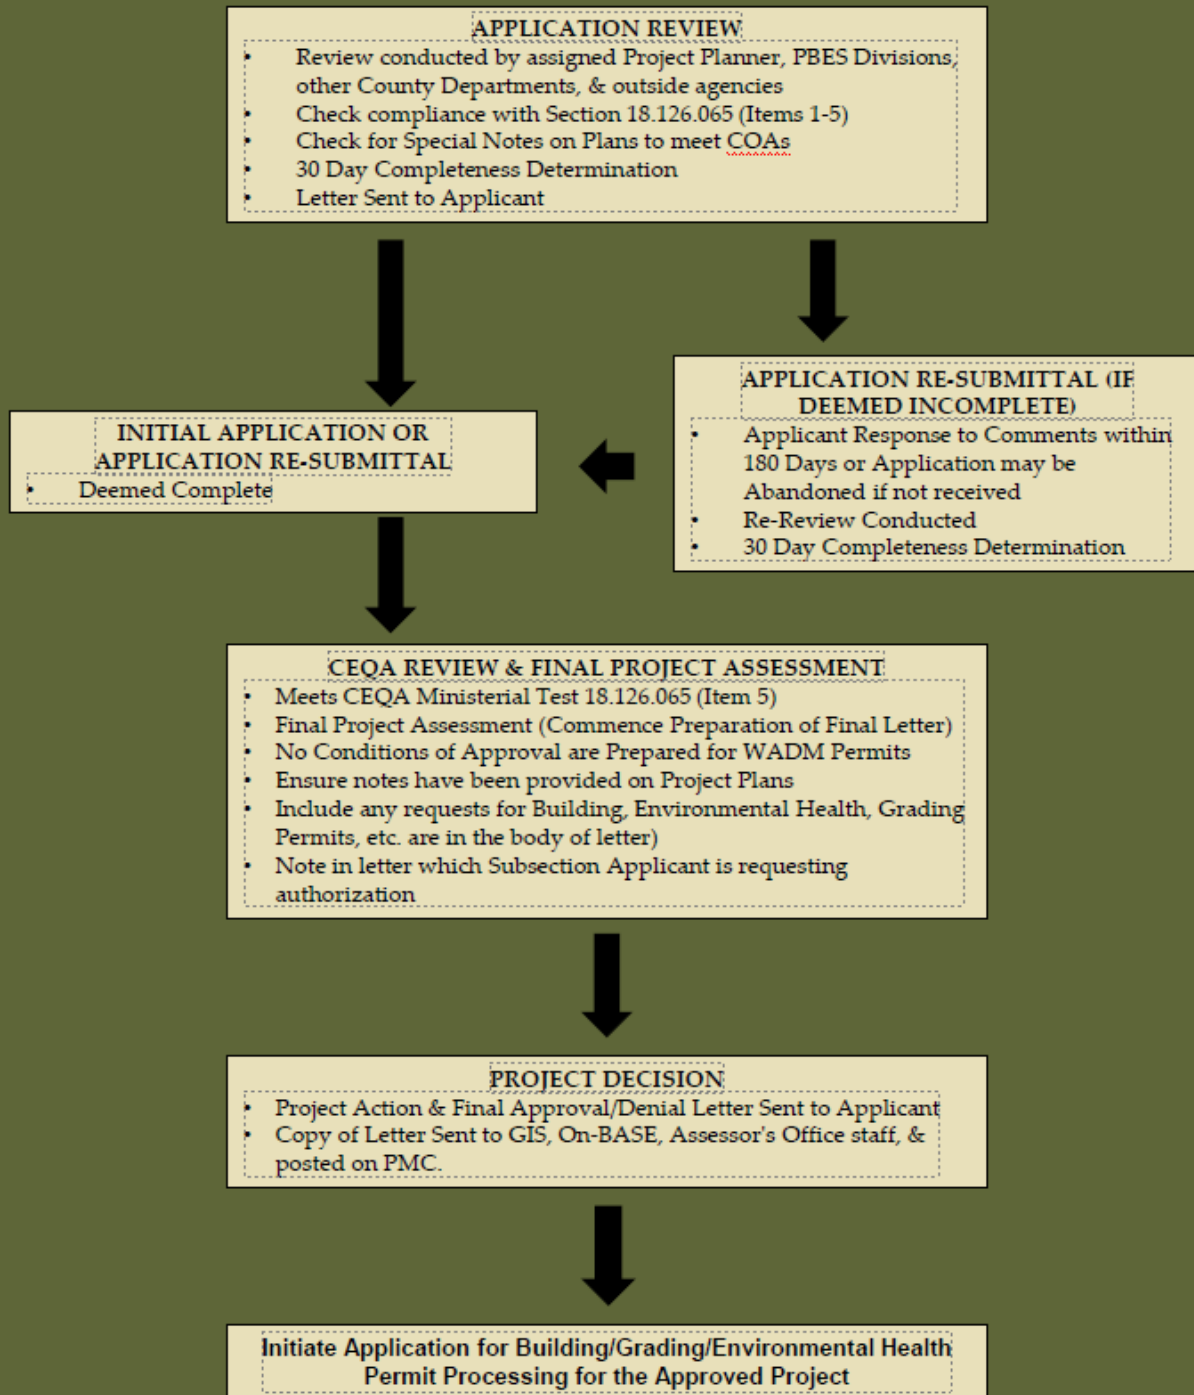 APPLICATION REVIEW
• Review conducted by assigned Project Planner, PBES Divisions,
other County Departments, & outside agencies
• Check compliance with Section 18.126.065 (Items 1-5)
• Check for Special Notes on Plans to meet COAs
• 30 Day Completeness Determination
• Letter Sent to Applicant
APPLICATION RE-SUBMITTAL (IF
DEEMED INCOMPLETE)
• Applicant Response to Comments within
180 Days or Application may be
Abandoned if not received
• Re-Review Conducted
• 30 Day Completeness Determination
INITIAL APPLICATION OR
APPLICATION RE-SUBMITTAL
• Deemed Complete
CEQA REVIEW & FINAL PROJECT ASSESSMENT
• Meets CEQA Ministerial Test 18.126.065 (Item 5)
• Final Project Assessment (Commence Preparation of Final Letter)
• No Conditions of Approval are Prepared for WADM Permits
• Ensure notes have been provided on Project Plans
• Include any requests for Building, Environmental Health, Grading
Permits, etc. are in the body of letter)
• Note in letter which Subsection Applicant is requesting
authorization
PROJECT DECISION
• Project Action & Final Approval/Denial Letter Sent to Applicant
• Copy of Letter Sent to GIS, On-BASE, Assessor's Office staff, &
posted on PMC.
Initiate Application for Building/Grading/Environmental Health
Permit Processing for the Approved Project